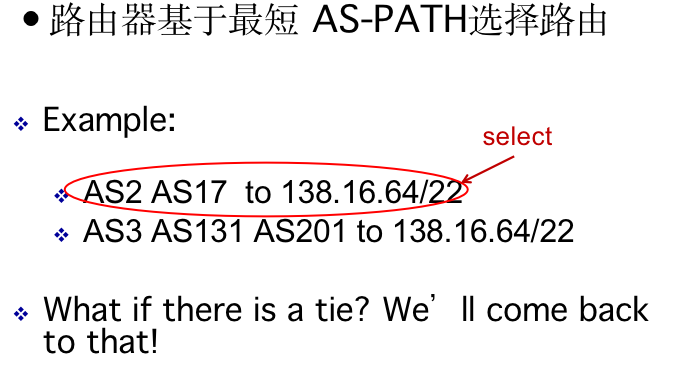 路由器基于最短 AS-PATH选择路由
Example:
select
AS2 AS17 to 138.16.64/22
AS3 AS131 AS201 to 138.16.64/22
What if there is a tie? We’ll come back
to that!